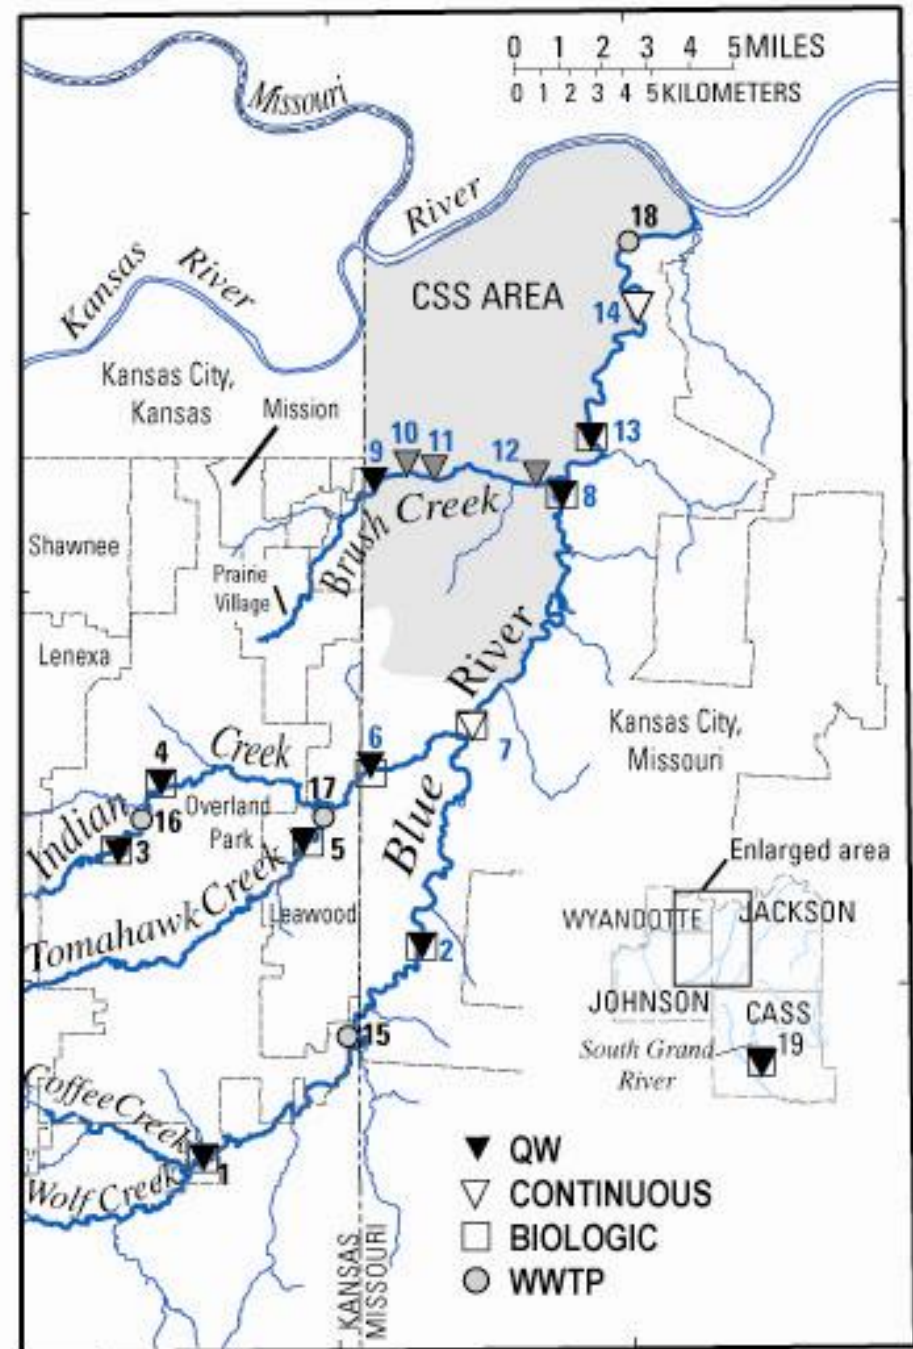 0 1 2 3 4 5 MILES
0 1 2 3 4 5 KILOMETERS
Missouri
River
18
Kansas
River
CSS AREA
14
Kansas City,
Kansas
Mission
9
10
11
12
13
8
Brush Creek
Shawnee
Prairie
Village
Lenexa
River
Kansas City,
Missouri
7
6
Creek
4
17
Overland
Park
16
Indian
3
5
Blue
Tomahawk Creek
Leawood
2
Enlarged area
WYANDOTTE
JACKSON
JOHNSON
CASS
19
South Grand
River
15
Coffee Creek
1
Wolf Creek
QW
CONTINUOUS
BIOLOGIC
WWTP
KANSAS
MISSOURI